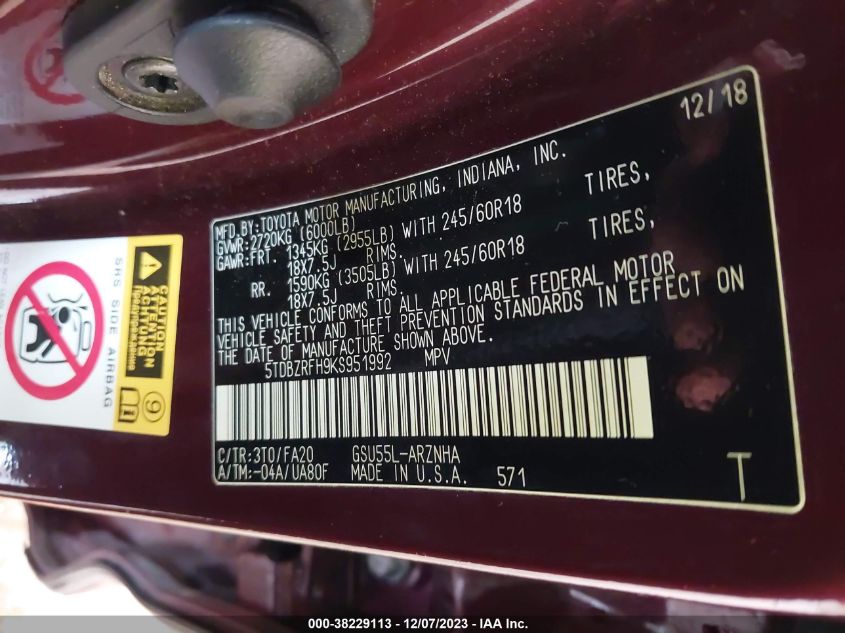 12/18
MFD.BY:TOYOTA MOTOR MANUFACTURING, INDIANA, INC.
GVWR:2720KG (6000LB)
GAWR:FRT. 1345KG (2955LB) WITH 245/60R18 TIRES,
18X7.5J RIMS.
RR. 1590KG (3505LB) WITH 245/60R18 TIRES,
18X7.5J RIMS.
THIS VEHICLE CONFORMS TO ALL APPLICABLE FEDERAL MOTOR
VEHICLE SAFETY AND THEFT PREVENTION STANDARDS IN EFFECT ON
THE DATE OF MANUFACTURE SHOWN ABOVE.
5TDBZRFH9KS951992 MPV
C/TR:3T0/FA20 GSU55L-ARZNHA
A/TM:-04A/UA80F MADE IN U.S.A. 571
T
SRS SIDE AIRBAG
CAUTION
ATTENTION
ACHTUNG
Предупреждение
9
000-38229113 - 12/07/2023 - IAA Inc.